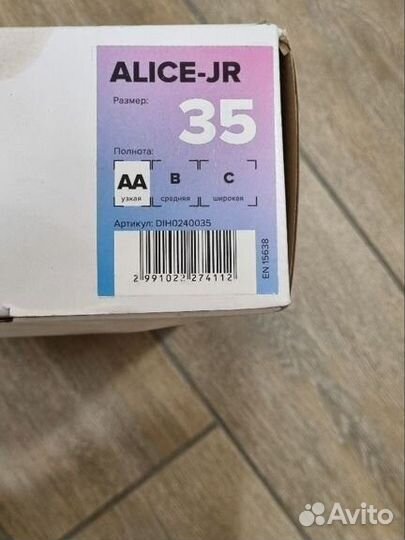 ALICE-JR
Размер:
35
Полнота:
AA B C
узкая средняя широкая
Артикул: DIH0240035
2 991022 274112
EN 15638
Avito